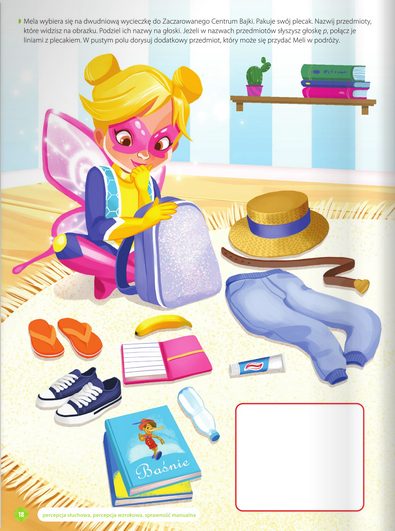 Mela wybiera się na dwudniową wycieczkę do Zaczarowanego Centrum Bajki. Pakuje swój plecak. Nazwij przedmioty,
które widzisz na obrazku. Podziel ich nazwy na głoski. Jeżeli w nazwach przedmiotów słyszysz głoskę p, połącz je
liniami z plecakiem. W pustym polu dorysuj dodatkowy przedmiot, który może się przydać Meli w podróży.
Baśnie
18 percepcja słuchowa, percepcja wzrokowa, sprawność manualna